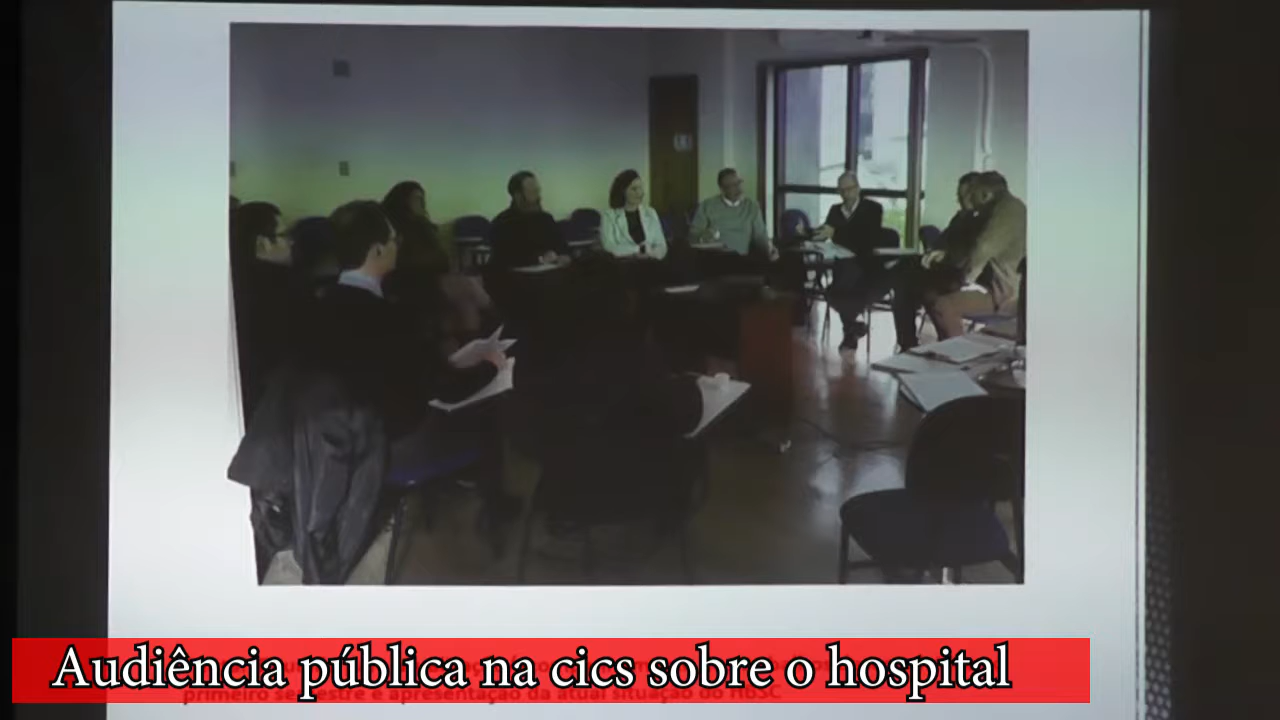 Audiência pública na cics sobre o hospital
primeiro semestre e apresentação da atual situação do HBSC